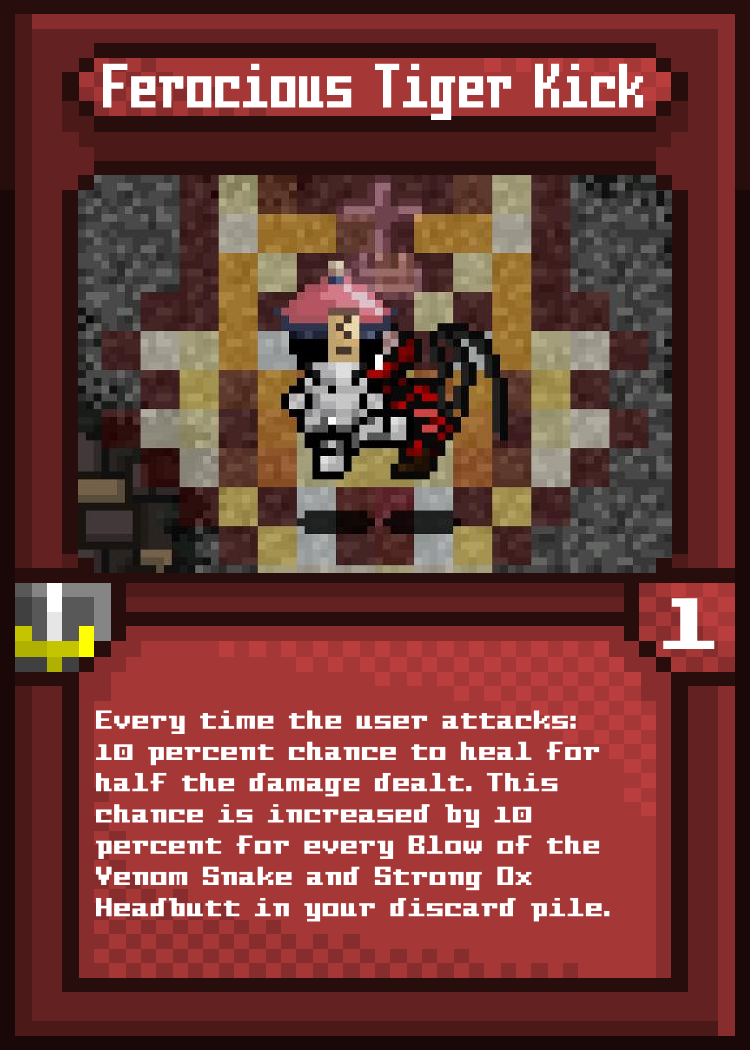 Ferocious Tiger Kick
1
Every time the user attacks:
10 percent chance to heal for
half the damage dealt. This
chance is increased by 10
percent for every Blow of the
Venom Snake and Strong Ox
Headbutt in your discard pile.